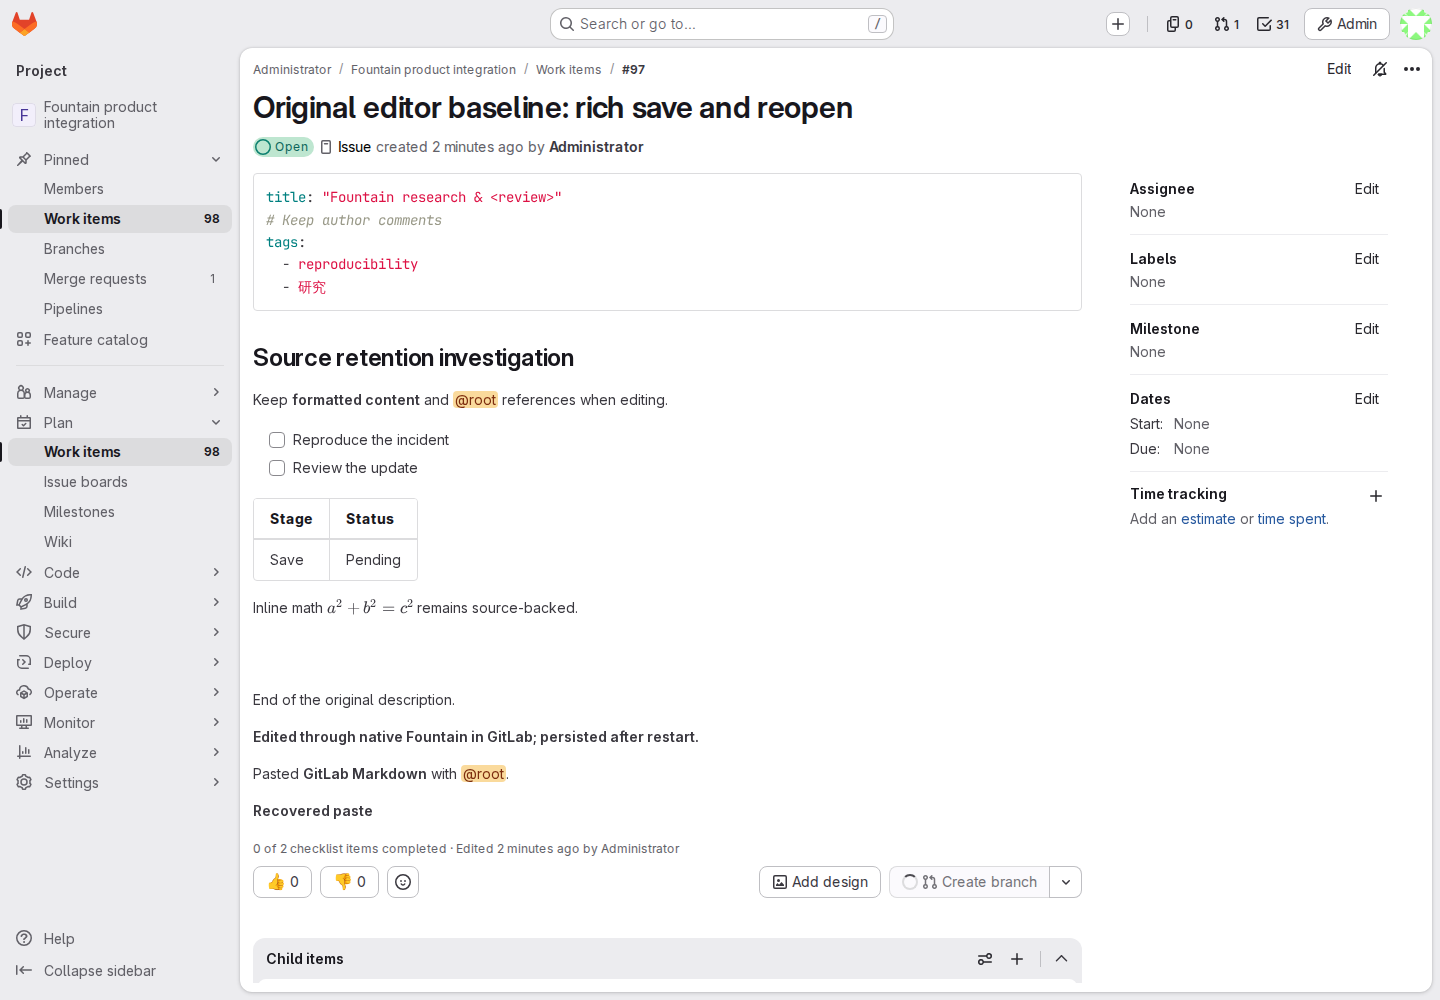 Search or go to...
/
0
1
31
Admin
Project
F
Fountain product integration
Pinned
Members
Work items 98
Branches
Merge requests 1
Pipelines
Feature catalog
Manage
Plan
Work items 98
Issue boards
Milestones
Wiki
Code
Build
Secure
Deploy
Operate
Monitor
Analyze
Settings
Help
Collapse sidebar
Administrator / Fountain product integration / Work items / #97
Edit
Original editor baseline: rich save and reopen
Open Issue created 2 minutes ago by Administrator
title: "Fountain research & <review>"
# Keep author comments
tags:
- reproducibility
- 研究
Source retention investigation
Keep formatted content and @root references when editing.
Reproduce the incident
Review the update
Stage Status
Save Pending
Inline math a² + b² = c² remains source-backed.
End of the original description.
Edited through native Fountain in GitLab; persisted after restart.
Pasted GitLab Markdown with @root.
Recovered paste
0 of 2 checklist items completed · Edited 2 minutes ago by Administrator
👍 0
👎 0
Add design
Create branch
Child items
Assignee Edit
None
Labels Edit
None
Milestone Edit
None
Dates Edit
Start: None
Due: None
Time tracking
Add an estimate or time spent.